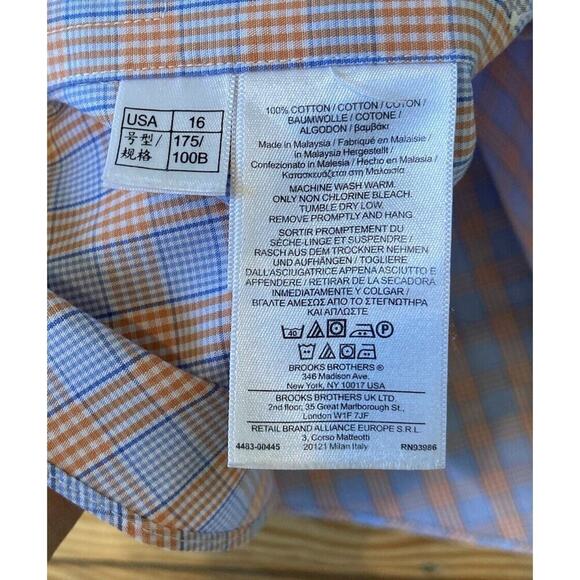 USA 16
号型/ 175/
规格 100B
100% COTTON / COTTON / COTON /
BAUMWOLLE / COTONE /
ALGODON / βαμβάκι
Made in Malaysia / Fabriqué en Malaisie /
in Malaysia Hergestellt /
Confezionato in Malesia / Hecho en Malasia /
Κατασκευάζεται στη Μαλαισία
MACHINE WASH WARM.
ONLY NON CHLORINE BLEACH.
TUMBLE DRY LOW.
REMOVE PROMPTLY AND HANG.
SORTIR PROMPTEMENT DU
SÈCHE-LINGE ET SUSPENDRE /
RASCH AUS DEM TROCKNER NEHMEN
UND AUFHÄNGEN / TOGLIERE
DALL'ASCIUGATRICE APPENA ASCIUTTO E
APPENDERE / RETIRAR DE LA SECADORA
INMEDIATAMENTE Y COLGAR /
ΒΓΑΛΤΕ ΑΜΕΣΩΣ ΑΠΟ ΤΟ ΣΤΕΓΝΩΤΗΡΑ
ΚΑΙ ΑΠΛΩΣΤΕ
40
BROOKS BROTHERS ®
346 Madison Ave.
New York, NY 10017 USA
BROOKS BROTHERS UK LTD.
2nd floor, 35 Great Marlborough St.,
London W1F 7JF
RETAIL BRAND ALLIANCE EUROPE S.R.L.
3, Corso Matteotti
4483-00445 20121 Milan Italy RN93986